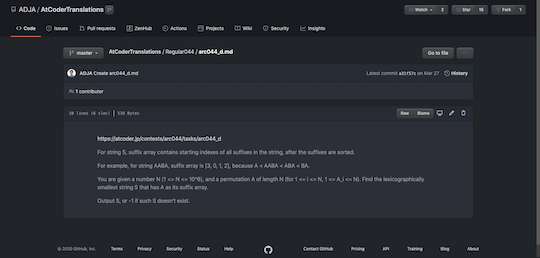 ADJA / AtCoderTranslations
Watch 2 Star 15 Fork 1
Code Issues Pull requests ZenHub Actions Projects Wiki Security Insights
master AtCoderTranslations / Regular044 / arc044_d.md Go to file ...
ADJA Create arc044_d.md Latest commit on Mar 27 History
1 contributor
10 lines (6 sloc) 538 Bytes Raw Blame
https://atcoder.jp/contests/arc044/tasks/arc044_d
For string S, suffix array contains starting indexes of all suffixes in the string, after the suffixes are sorted.
For example, for string AABA, suffix array is [3, 0, 1, 2], because A < AABA < ABA < BA.
You are given a number N (1 <= N <= 10^6), and a permutation A of length N (for 1 <= i <= N, 1 <= A_i <= N). Find the lexicographically
smallest string S that has A as its suffix array.
Output S, or -1 if such S doesn't exist.
© 2020 GitHub, Inc. Terms Privacy Security Status Help Contact GitHub Pricing API Training Blog About